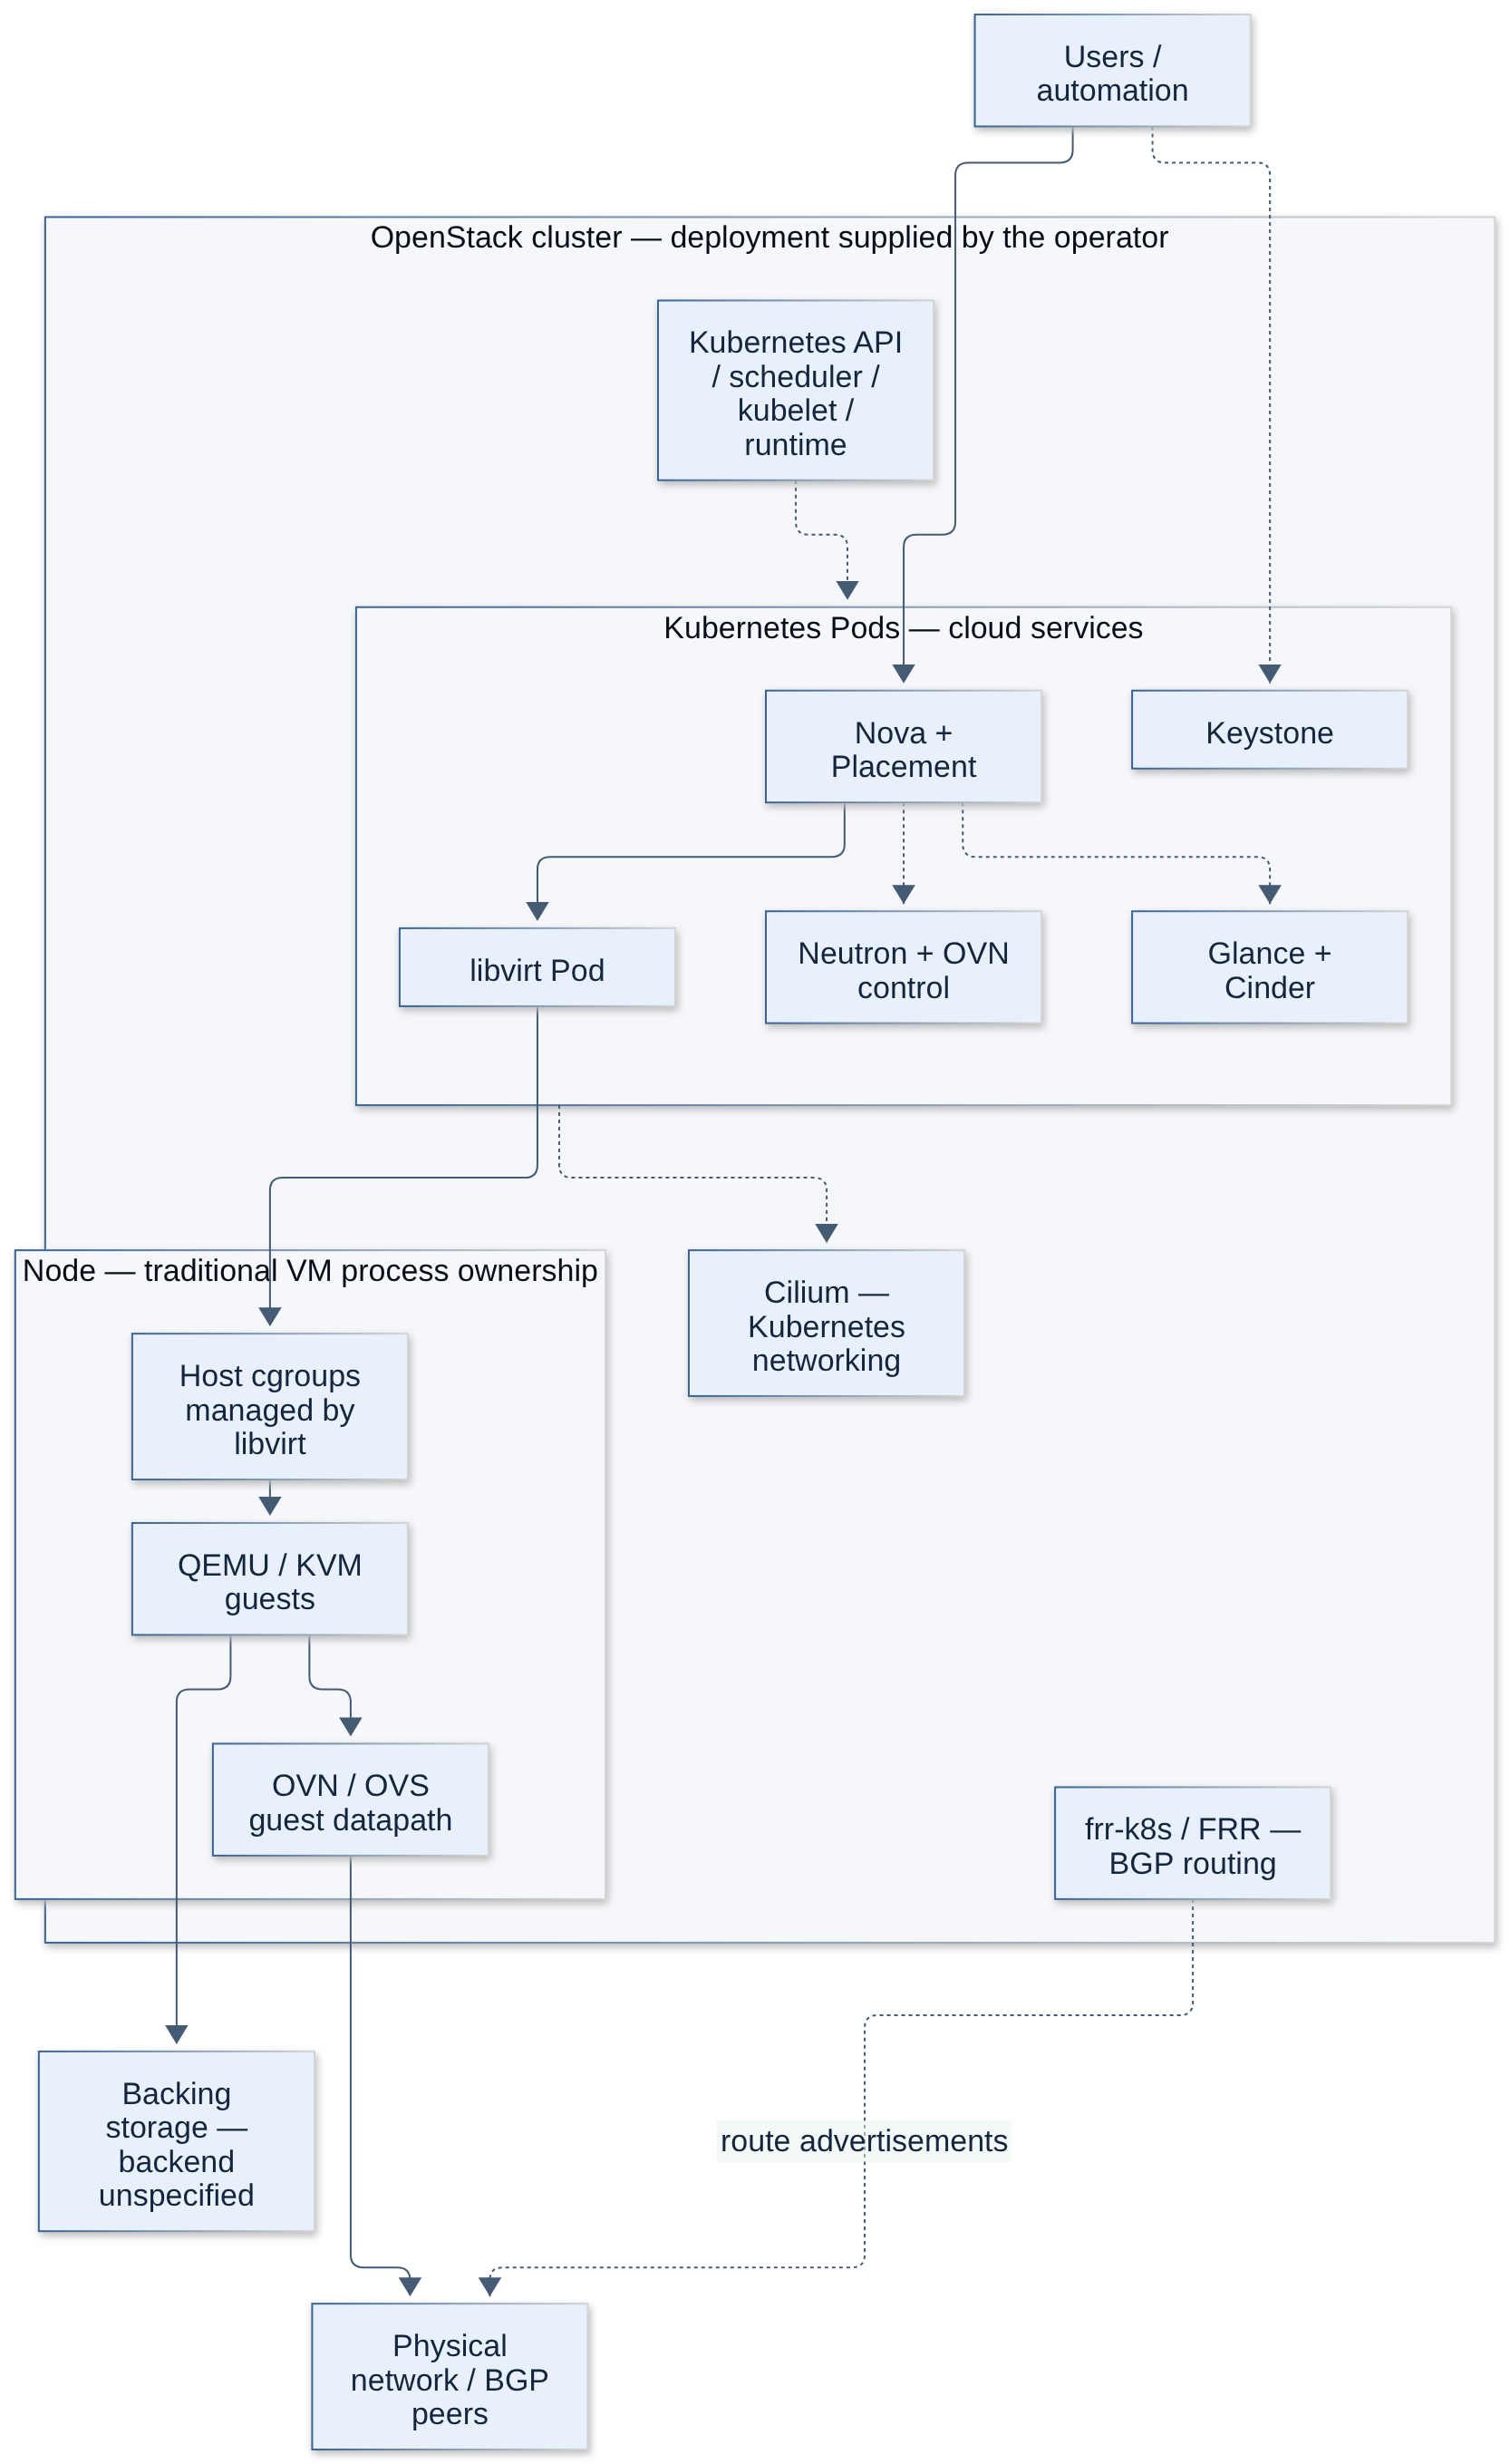 Users /
automation
OpenStack cluster — deployment supplied by the operator
Kubernetes API
/ scheduler /
kubelet /
runtime
Kubernetes Pods — cloud services
Nova +
Placement
Keystone
libvirt Pod
Neutron + OVN
control
Glance +
Cinder
Node — traditional VM process ownership
Cilium —
Kubernetes
networking
Host cgroups
managed by
libvirt
QEMU / KVM
guests
OVN / OVS
guest datapath
frr-k8s / FRR —
BGP routing
Backing
storage —
backend
unspecified
route advertisements
Physical
network / BGP
peers